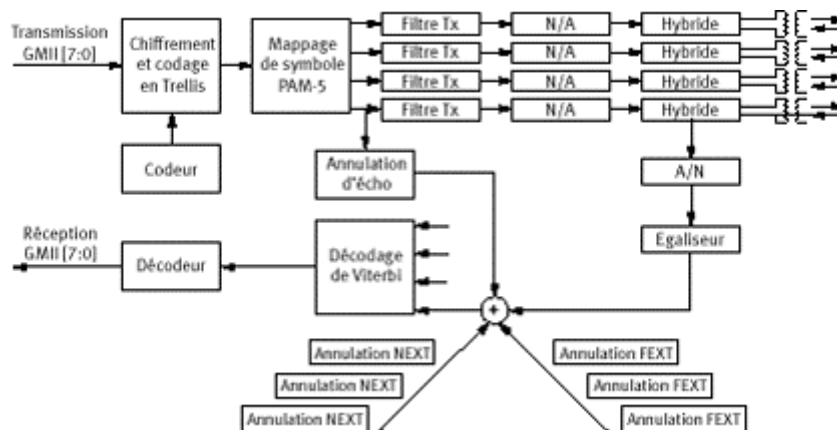 Transmission
GMII [7:0]
Chiffrement
et codage
en Trellis
Mappage
de symbole
PAM-5
Filtre Tx
N/A
Hybride
Filtre Tx
N/A
Hybride
Filtre Tx
N/A
Hybride
Filtre Tx
N/A
Hybride
Codeur
Annulation
d'écho
A/N
Egaliseur
Réception
GMII [7:0]
Décodeur
Décodage
de Viterbi
+
Annulation NEXT
Annulation FEXT
Annulation NEXT
Annulation FEXT
Annulation NEXT
Annulation FEXT